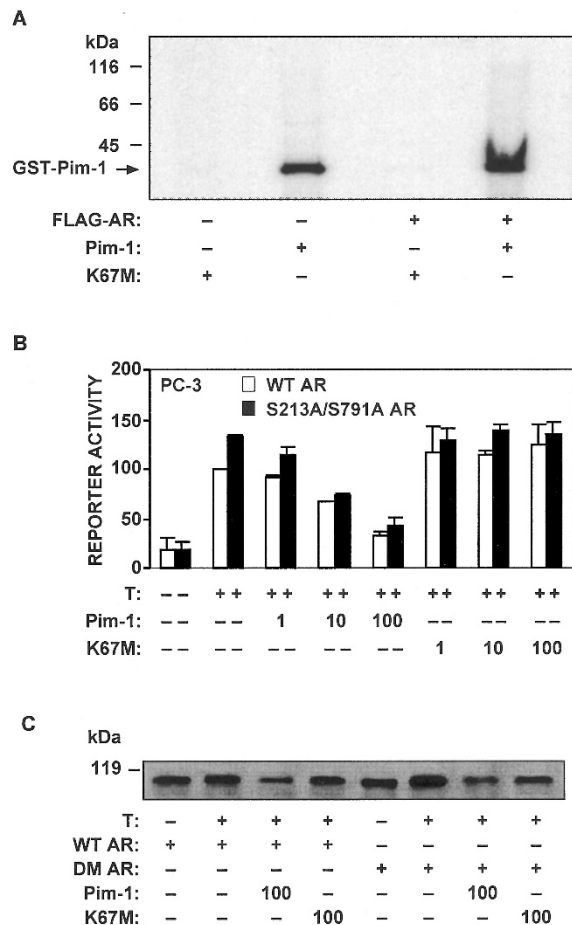 A
kDa
116 –
66 –
45 –
GST-Pim-1 →
FLAG-AR: – – + +
Pim-1: – + – +
K67M: + – + –
B
200
150
100
50
0
REPORTER ACTIVITY
PC-3
WT AR
S213A/S791A AR
T: – – + + + + + + + + + + + + + +
Pim-1: – – – – 1 10 100 – – – – – –
K67M: – – – – – – – – – – 1 10 100
C
kDa
119 –
T: – + + + – + + +
WT AR: + + + + – – – –
DM AR: – – – – + + + +
Pim-1: – – 100 – – – 100 –
K67M: – – – 100 – – – 100